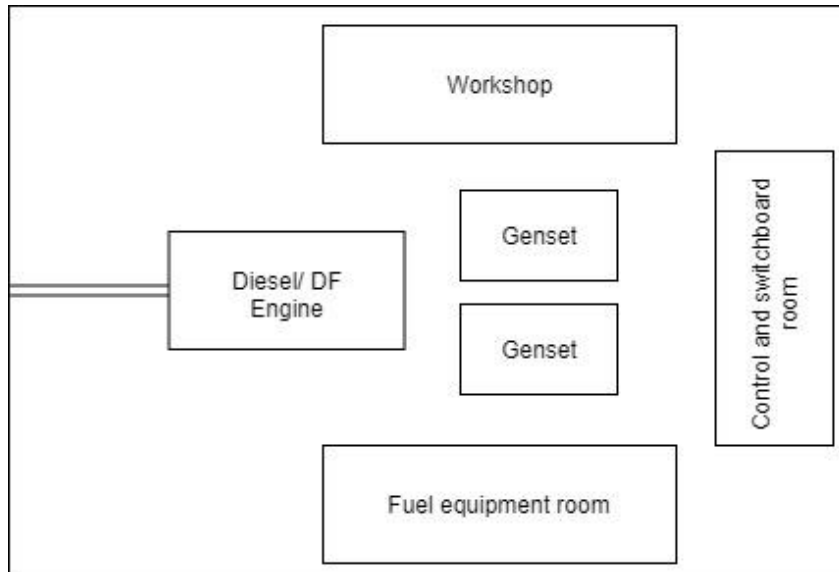 Workshop
Genset
Diesel/ DF
Engine
Genset
Control and switchboard
room
Fuel equipment room